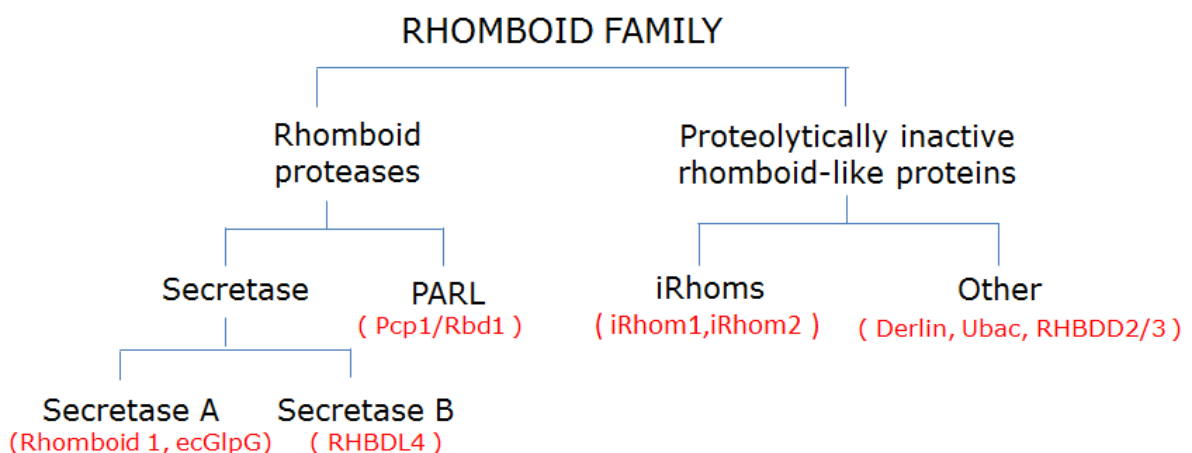 RHOMBOID FAMILY
Rhomboid
proteases
Proteolytically inactive
rhomboid-like proteins
Secretase
PARL
( Pcp1/Rbd1 )
iRhoms
( iRhom1,iRhom2 )
Other
( Derlin, Ubac, RHBDD2/3 )
Secretase A
(Rhomboid 1, ecGlpG)
Secretase B
( RHBDL4 )